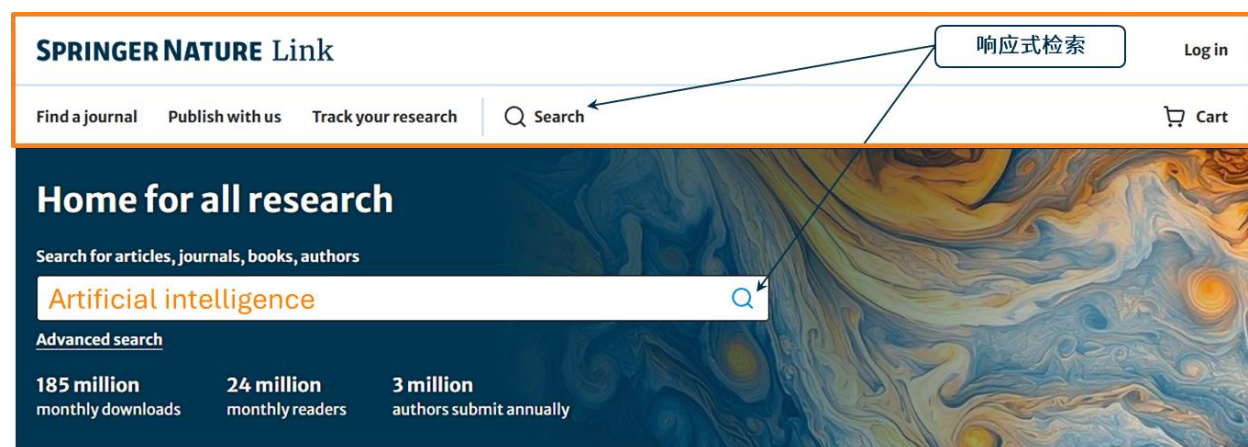 SPRINGER NATURE Link
响应式检索
Log in
Find a journal Publish with us Track your research Search
Cart
Home for all research
Search for articles, journals, books, authors
Artificial intelligence
Advanced search
185 million 24 million 3 million
monthly downloads monthly readers authors submit annually